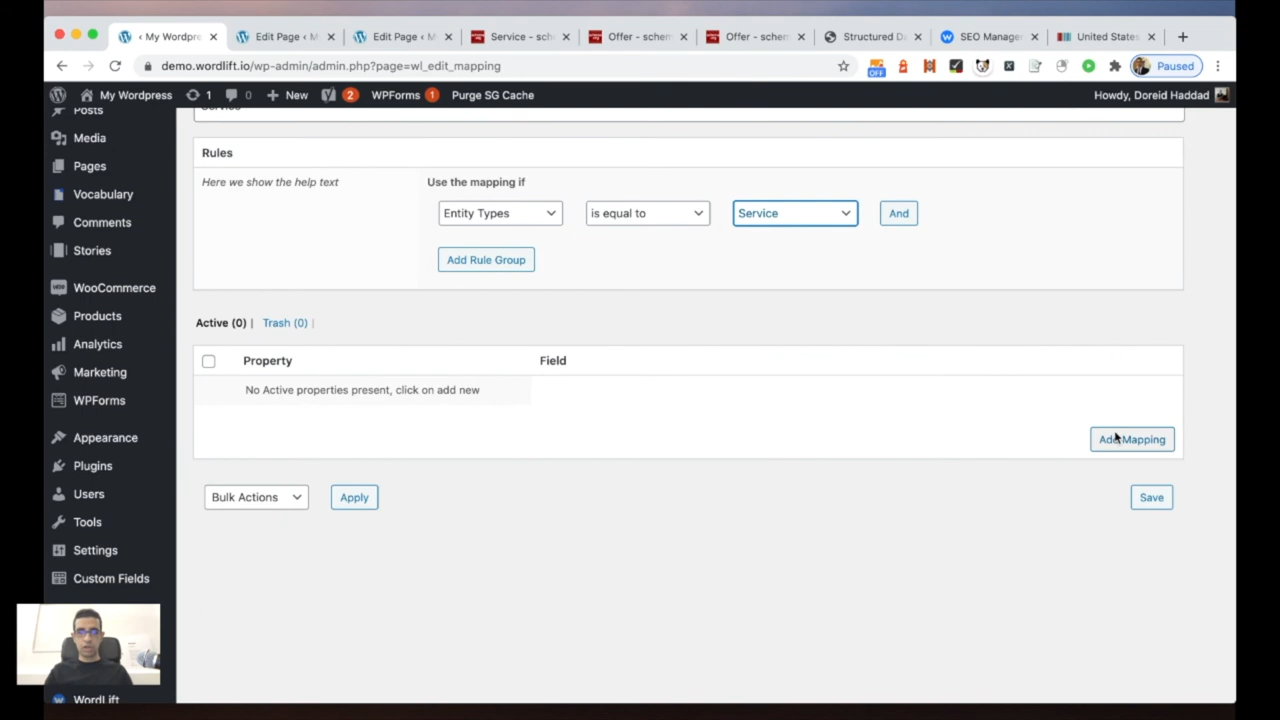 ‹ My Wordpre
Edit Page ‹ M
Edit Page ‹ M
Service - sch
Offer - schem
Offer - schem
Structured D
SEO Manager
United States
demo.wordlift.io/wp-admin/admin.php?page=wl_edit_mapping
OFF
Paused
My Wordpress
1
0
New
2
WPForms
1
Purge SG Cache
Howdy, Doreid Haddad
Posts
Media
Pages
Vocabulary
Comments
Stories
WooCommerce
Products
Analytics
Marketing
WPForms
Appearance
Plugins
Users
Tools
Settings
Custom Fields
WordLift
Service
Rules
Here we show the help text
Use the mapping if
Entity Types
is equal to
Service
And
Add Rule Group
Active (0) |
Trash (0) |
Property
Field
No Active properties present, click on add new
Add Mapping
Bulk Actions
Apply
Save